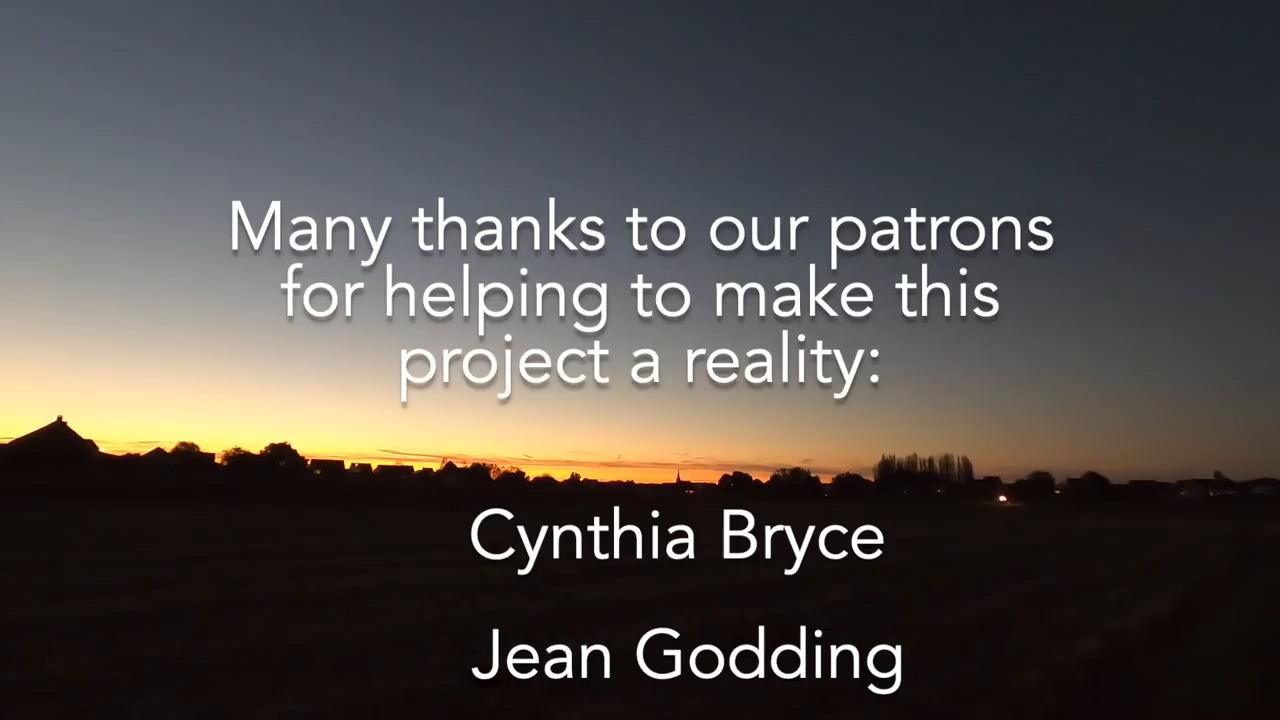 Many thanks to our patrons
for helping to make this
project a reality:
Cynthia Bryce
Jean Godding